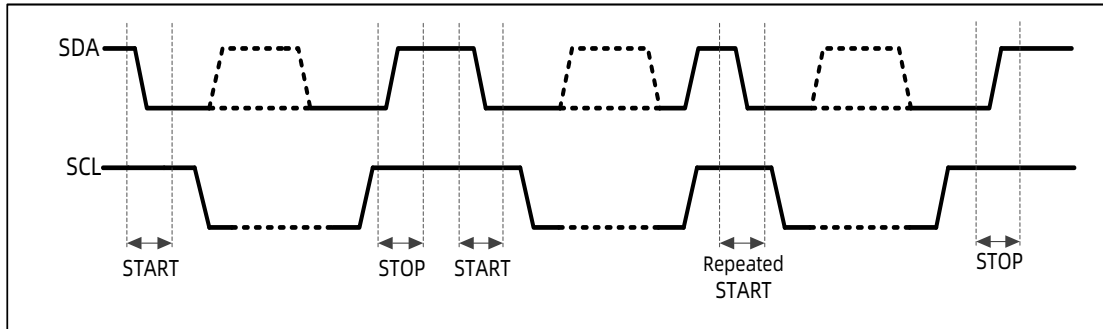 SDA
SCL
START
STOP
START
Repeated
START
STOP